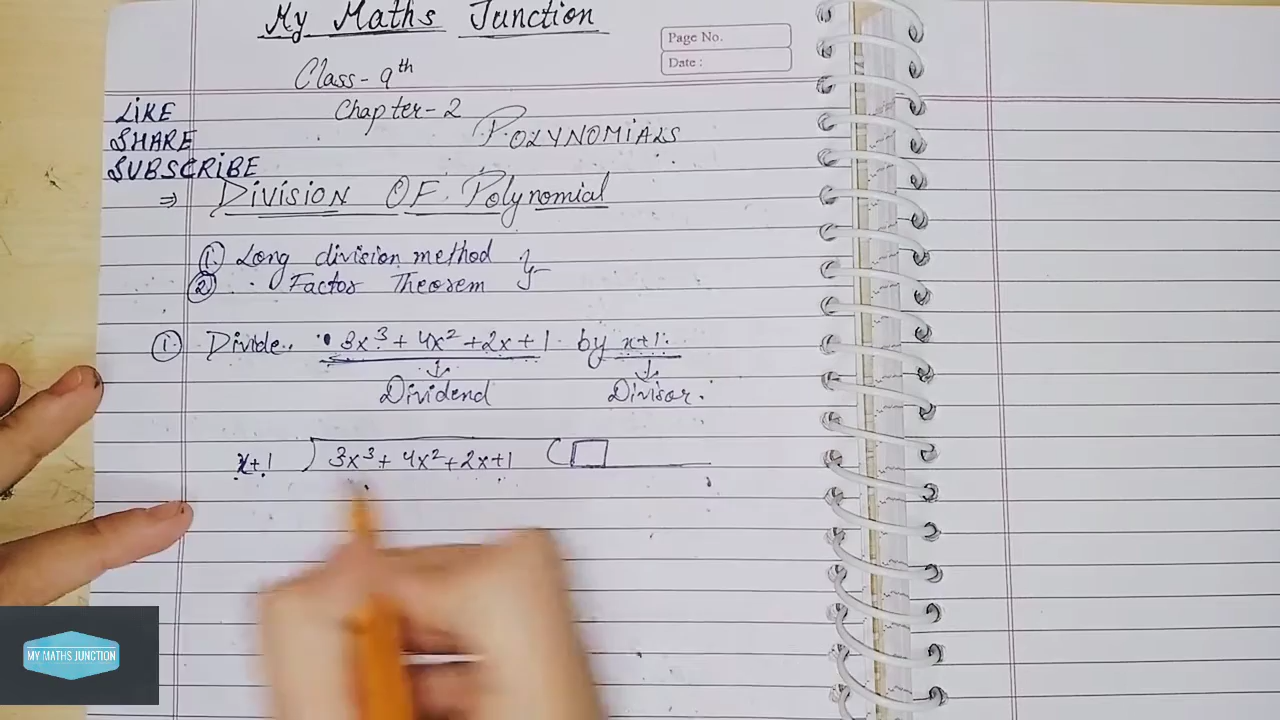 My Maths Junction
Page No.
Date :
Class - 9th
Chapter - 2
LIKE
SHARE
SUBSCRIBE
POLYNOMIALS
⇒ Division OF Polynomial
1. Long division method
2. Factor Theorem
1. Divide 3x³ + 4x² + 2x + 1 by x+1.
Dividend Divisor.
x+1 ) 3x³ + 4x² + 2x + 1 (
MY MATHS JUNCTION